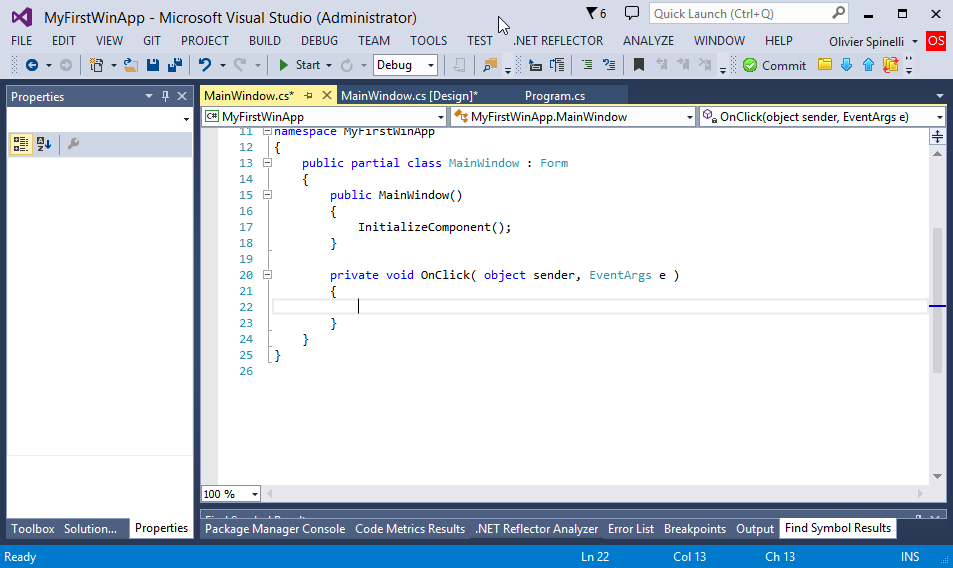 MyFirstWinApp - Microsoft Visual Studio (Administrator) 6 Quick Launch (Ctrl+Q)
FILE EDIT VIEW GIT PROJECT BUILD DEBUG TEAM TOOLS TEST .NET REFLECTOR ANALYZE WINDOW HELP Olivier Spinelli OS
Start Debug Commit
Properties
MainWindow.cs* MainWindow.cs [Design]* Program.cs
C# MyFirstWinApp MyFirstWinApp.MainWindow OnClick(object sender, EventArgs e)
11 namespace MyFirstWinApp
12 {
13 public partial class MainWindow : Form
14 {
15 public MainWindow()
16 {
17 InitializeComponent();
18 }
19
20 private void OnClick( object sender, EventArgs e )
21 {
22
23 }
24 }
25 }
26
100 %
Find Symbol Results
Toolbox Solution... Properties
Package Manager Console Code Metrics Results .NET Reflector Analyzer Error List Breakpoints Output Find Symbol Results
Ready Ln 22 Col 13 Ch 13 INS